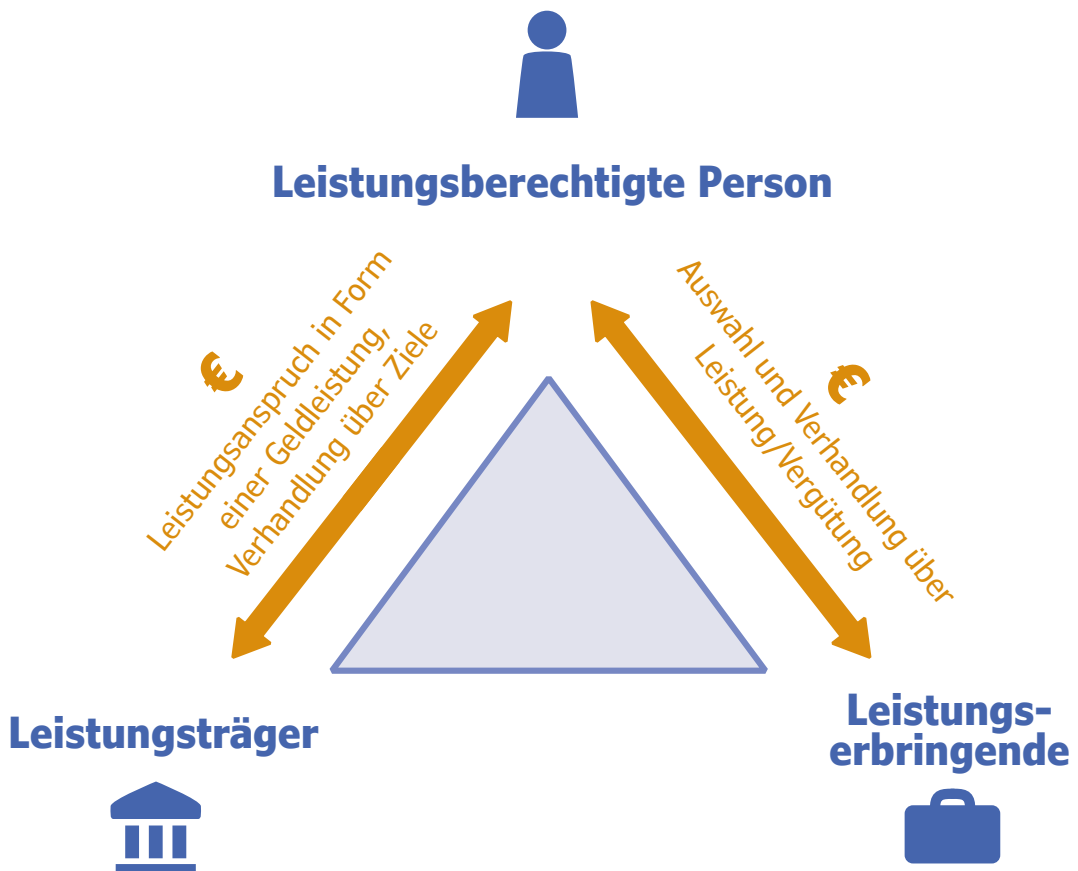 Leistungsberechtigte Person
€
Leistungsanspruch in Form
einer Geldleistung,
Verhandlung über Ziele
€
Auswahl und Verhandlung über
Leistung/Vergütung
Leistungsträger
Leistungs-
erbringende